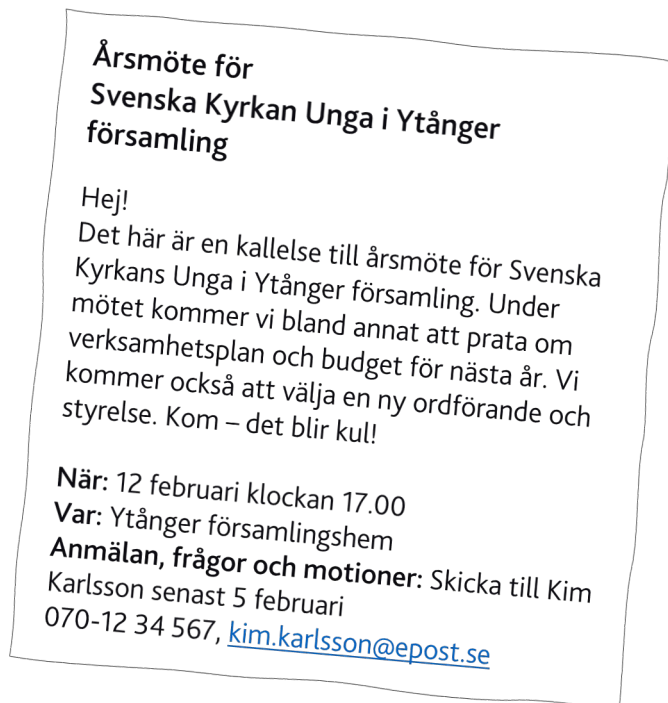 Årsmöte för
Svenska Kyrkan Unga i Ytånger
församling
Hej!
Det här är en kallelse till årsmöte för Svenska
Kyrkans Unga i Ytånger församling. Under
mötet kommer vi bland annat att prata om
verksamhetsplan och budget för nästa år. Vi
kommer också att välja en ny ordförande och
styrelse. Kom – det blir kul!
När: 12 februari klockan 17.00
Var: Ytånger församlingshem
Anmälan, frågor och motioner: Skicka till Kim
Karlsson senast 5 februari
070-12 34 567, kim.karlsson@epost.se